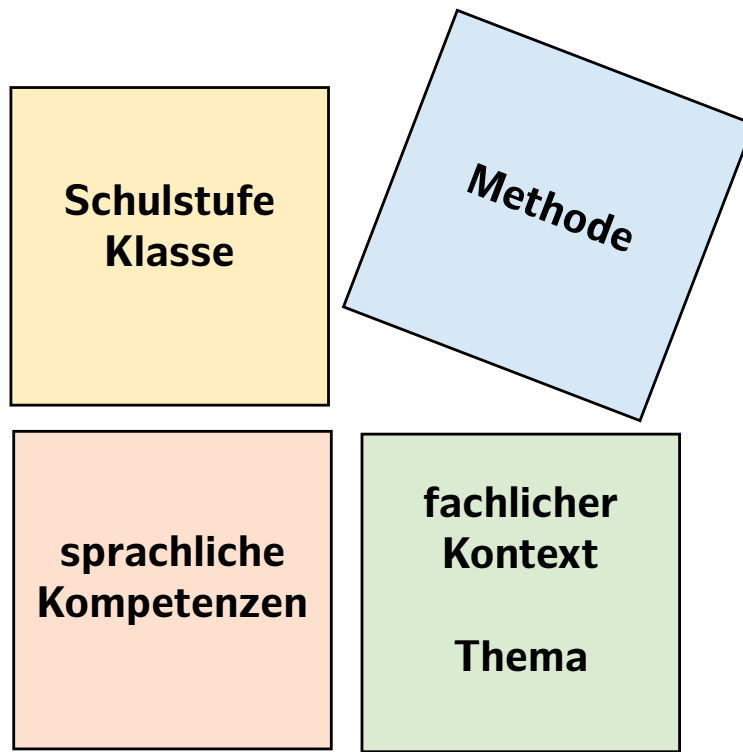 Schulstufe
Klasse
Methode
sprachliche
Kompetenzen
fachlicher
Kontext
Thema